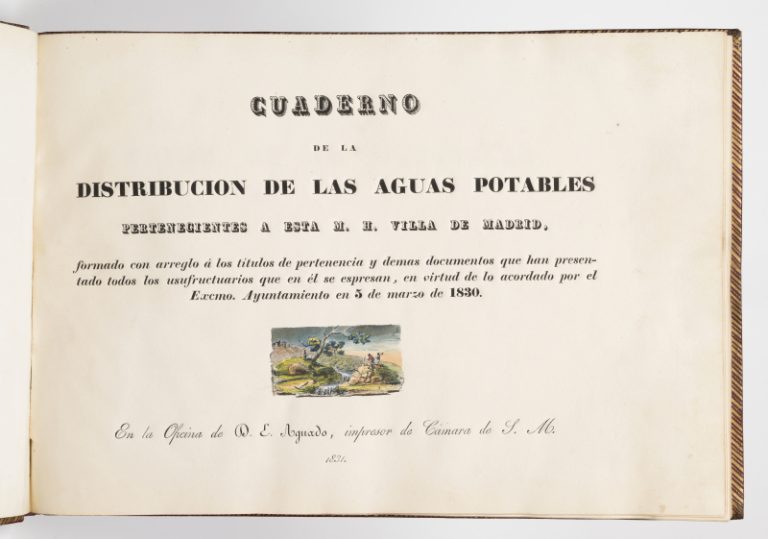 CUADERNO
DE LA
DISTRIBUCION DE LAS AGUAS POTABLES
PERTENECIENTES A ESTA M. H. VILLA DE MADRID,
formado con arreglo á los títulos de pertenencia y demas documentos que han presen-
tado todos los usufructuarios que en él se espresan, en virtud de lo acordado por el
Excmo. Ayuntamiento en 5 de marzo de 1830.
En la Oficina de D. E. Aguado, impresor de Cámara de S. M.
1831.